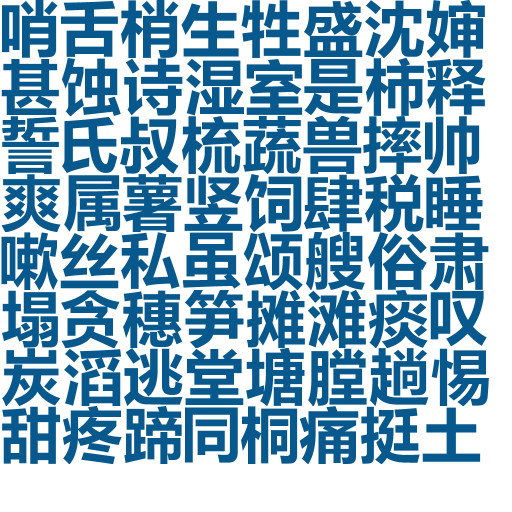 哨舌梢生牲盛沈婶
甚蚀诗湿室是柿释
誓氏叔梳蔬兽摔帅
爽属薯竖饲肆税睡
嗽丝私虽颂艘俗肃
塌贪穗笋摊滩痰叹
炭滔逃堂塘膛趟惕
甜疼蹄同桐痛挺土